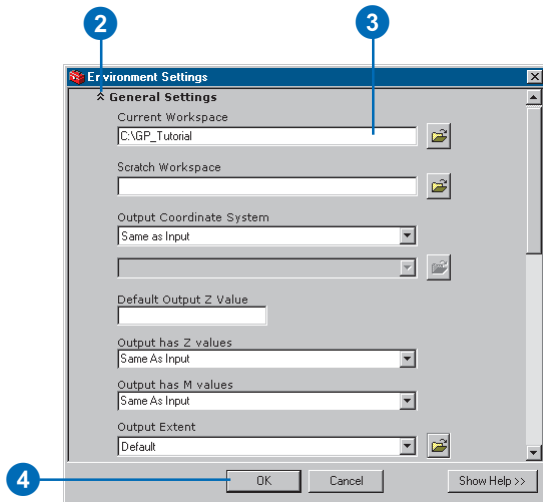 2
3
Environment Settings
General Settings
Current Workspace
C:\GP_Tutorial
Scratch Workspace
Output Coordinate System
Same as Input
Default Output Z Value
Output has Z values
Same As Input
Output has M values
Same As Input
Output Extent
Default
4
OK Cancel Show Help >>